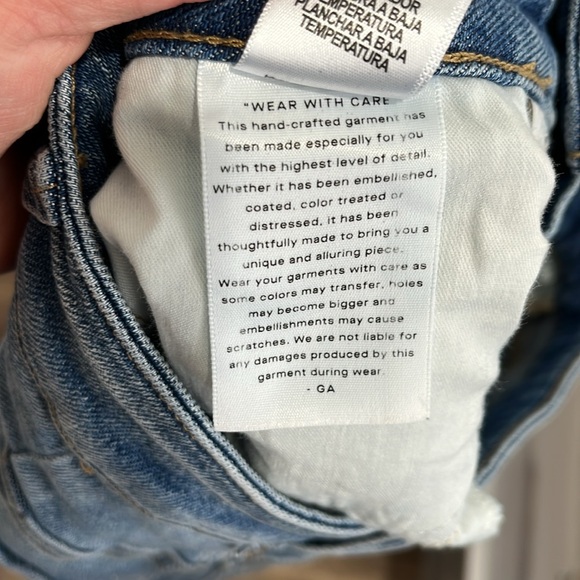 TEMPERATURA
PLANCHAR A BAJA
TEMPERATURA
"WEAR WITH CARE
This hand-crafted garment has
been made especially for you
with the highest level of detail.
Whether it has been embellished,
coated, color treated or
distressed, it has been
thoughtfully made to bring you a
unique and alluring piece.
Wear your garments with care as
some colors may transfer, holes
may become bigger and
embellishments may cause
scratches. We are not liable for
any damages produced by this
garment during wear.
- GA